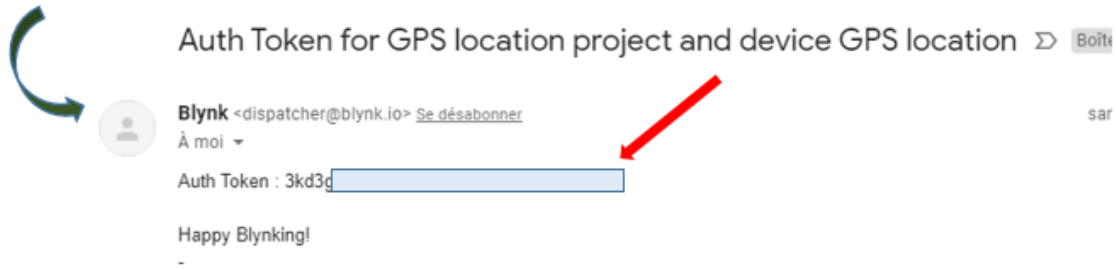 Auth Token for GPS location project and device GPS location Boîte
Blynk <dispatcher@blynk.io> Se désabonner sar
À moi
Auth Token : 3kd3g
Happy Blynking!
-